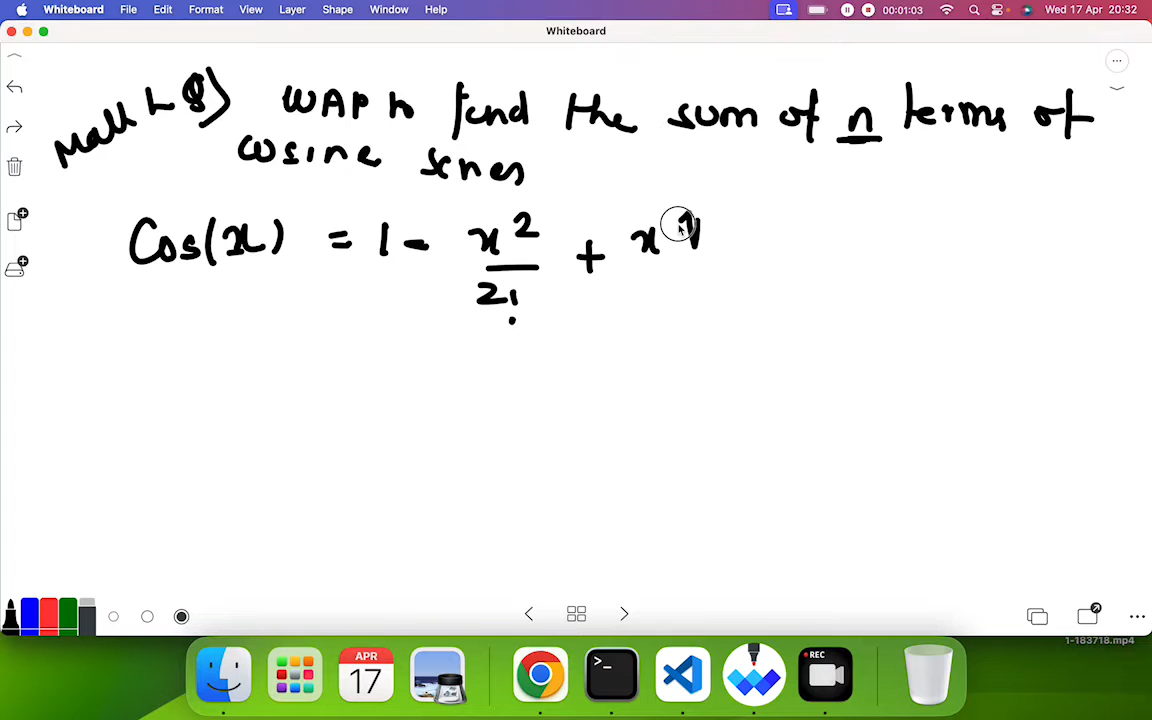 Whiteboard File Edit Format View Layer Shape Window Help 00:01:03 Wed 17 Apr 20:32
Whiteboard
WAP to find the sum of n terms of
cosine series
Cos(x) = 1 - x^2/2! + x
REC
APR
17
1-183718.mp4